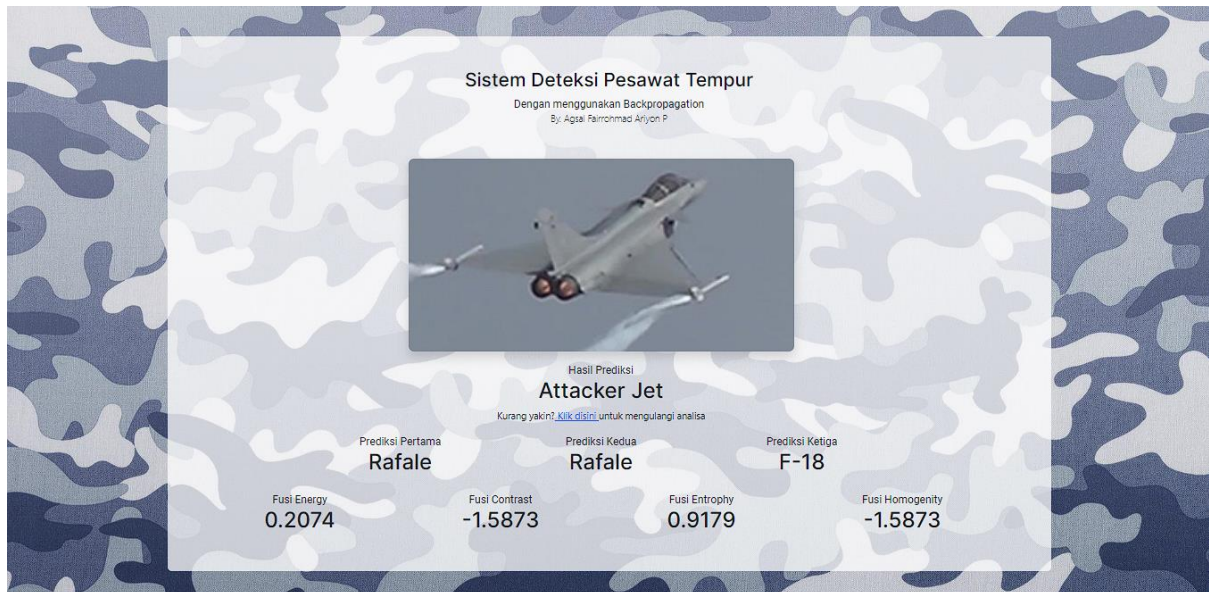 Sistem Deteksi Pesawat Tempur
Dengan menggunakan Backpropagation
By: Agsai Fairrohmad Ariyon P
Hasil Prediksi
Attacker Jet
Kurang yakin? Klik disini untuk mengulangi analisa
Prediksi Pertama Prediksi Kedua Prediksi Ketiga
Rafale Rafale F-18
Fusi Energy Fusi Contrast Fusi Entrophy Fusi Homogenity
0.2074 -1.5873 0.9179 -1.5873